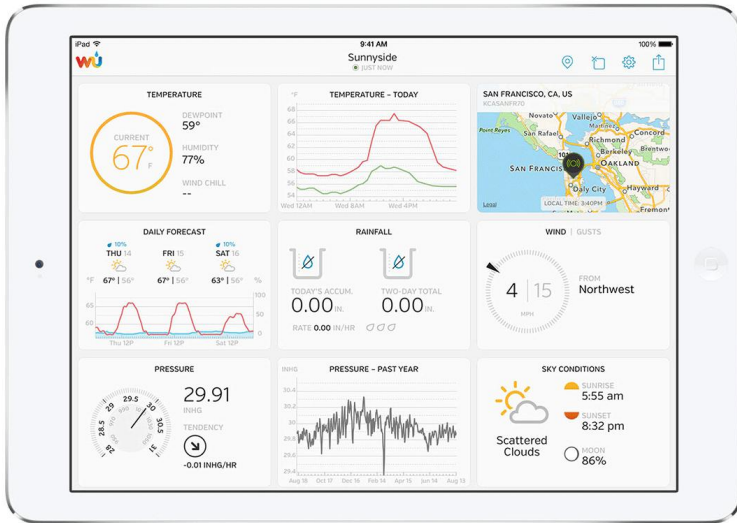 iPad
9:41 AM
100%
wu
Sunnyside
JUST NOW
TEMPERATURE
CURRENT
67°
F
DEWPOINT
59°
HUMIDITY
77%
WIND CHILL
--
TEMPERATURE – TODAY
°F
68
66
64
62
60
58
56
54
Wed 12AM Wed 8AM Wed 4PM
SAN FRANCISCO, CA, US
KCASANFR70
Novato
Vallejo
Martinez
Point Reyes
San Rafael
Concord
Richmond
101
Berkeley
Brentwo
OAKLAND
SAN FRANCIS
Daly City
Hayward
Legal
LOCAL TIME: 3:40PM
Fremont
DAILY FORECAST
10% 10%
THU 14 FRI 15 SAT 16
°F 67° | 56° 67° | 56° 63° | 56° %
100
65
50
60
0
Thu 12P Fri 12P Sat 12P
RAINFALL
TODAY'S ACCUM. TWO-DAY TOTAL
0.00 IN. 0.00 IN.
RATE 0.00 IN/HR
WIND | GUSTS
4 | 15
MPH
FROM
Northwest
PRESSURE
28
28.5
29
29.5
30
30.5
31
29.91
INHG
TENDENCY
-0.01 INHG/HR
PRESSURE – PAST YEAR
INHG
30.4
30.2
30
29.8
29.6
29.4
Aug 18 Oct 17 Dec 16 Feb 14 Apr 15 Jun 14 Aug 13
SKY CONDITIONS
Scattered
Clouds
SUNRISE
5:55 am
SUNSET
8:32 pm
MOON
86%